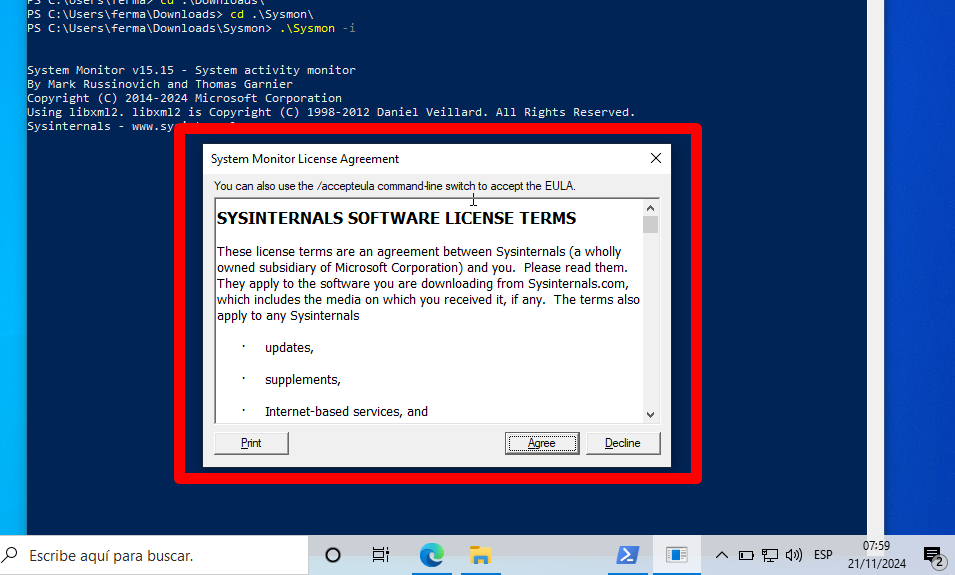 PS C:\Users\ferma> cd .\Downloads\
PS C:\Users\ferma\Downloads> cd .\Sysmon\
PS C:\Users\ferma\Downloads\Sysmon> .\Sysmon -i
System Monitor v15.15 - System activity monitor
By Mark Russinovich and Thomas Garnier
Copyright (C) 2014-2024 Microsoft Corporation
Using libxml2. libxml2 is Copyright (C) 1998-2012 Daniel Veillard. All Rights Reserved.
Sysinternals -
System Monitor License Agreement
You can also use the /accepteula command-line switch to accept the EULA.
SYSINTERNALS SOFTWARE LICENSE TERMS
These license terms are an agreement between Sysinternals (a wholly
owned subsidiary of Microsoft Corporation) and you.  Please read them.
They apply to the software you are downloading from Sysinternals.com,
which includes the media on which you received it, if any.  The terms also
apply to any Sysinternals
· updates,
· supplements,
· Internet-based services, and
Print Agree Decline
Escribe aquí para buscar.
ESP
07:59
21/11/2024
2